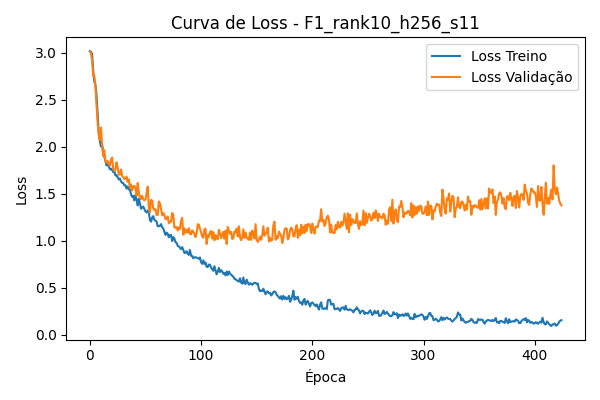 Curva de Loss - F1_rank10_h256_s11
Loss Treino
Loss Validação
Loss
3.0
2.5
2.0
1.5
1.0
0.5
0.0
0
100
200
300
400
Época